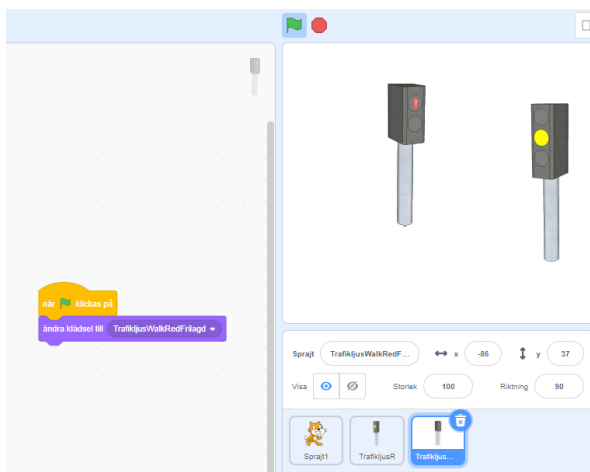 när klickas på
ändra klädsel till TrafikljusWalkRedFrilagd
Sprajt TrafikljusWalkRedF... x -86 y 37
Visa Storlek 100 Riktning 90
Sprajt1 TrafikljusR Trafikljus...